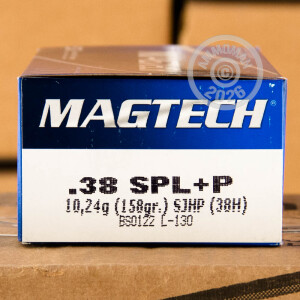 MAGTECH
.38 SPL+P
10,24g (158gr.) SJHP (38H)
BS0122 L-130